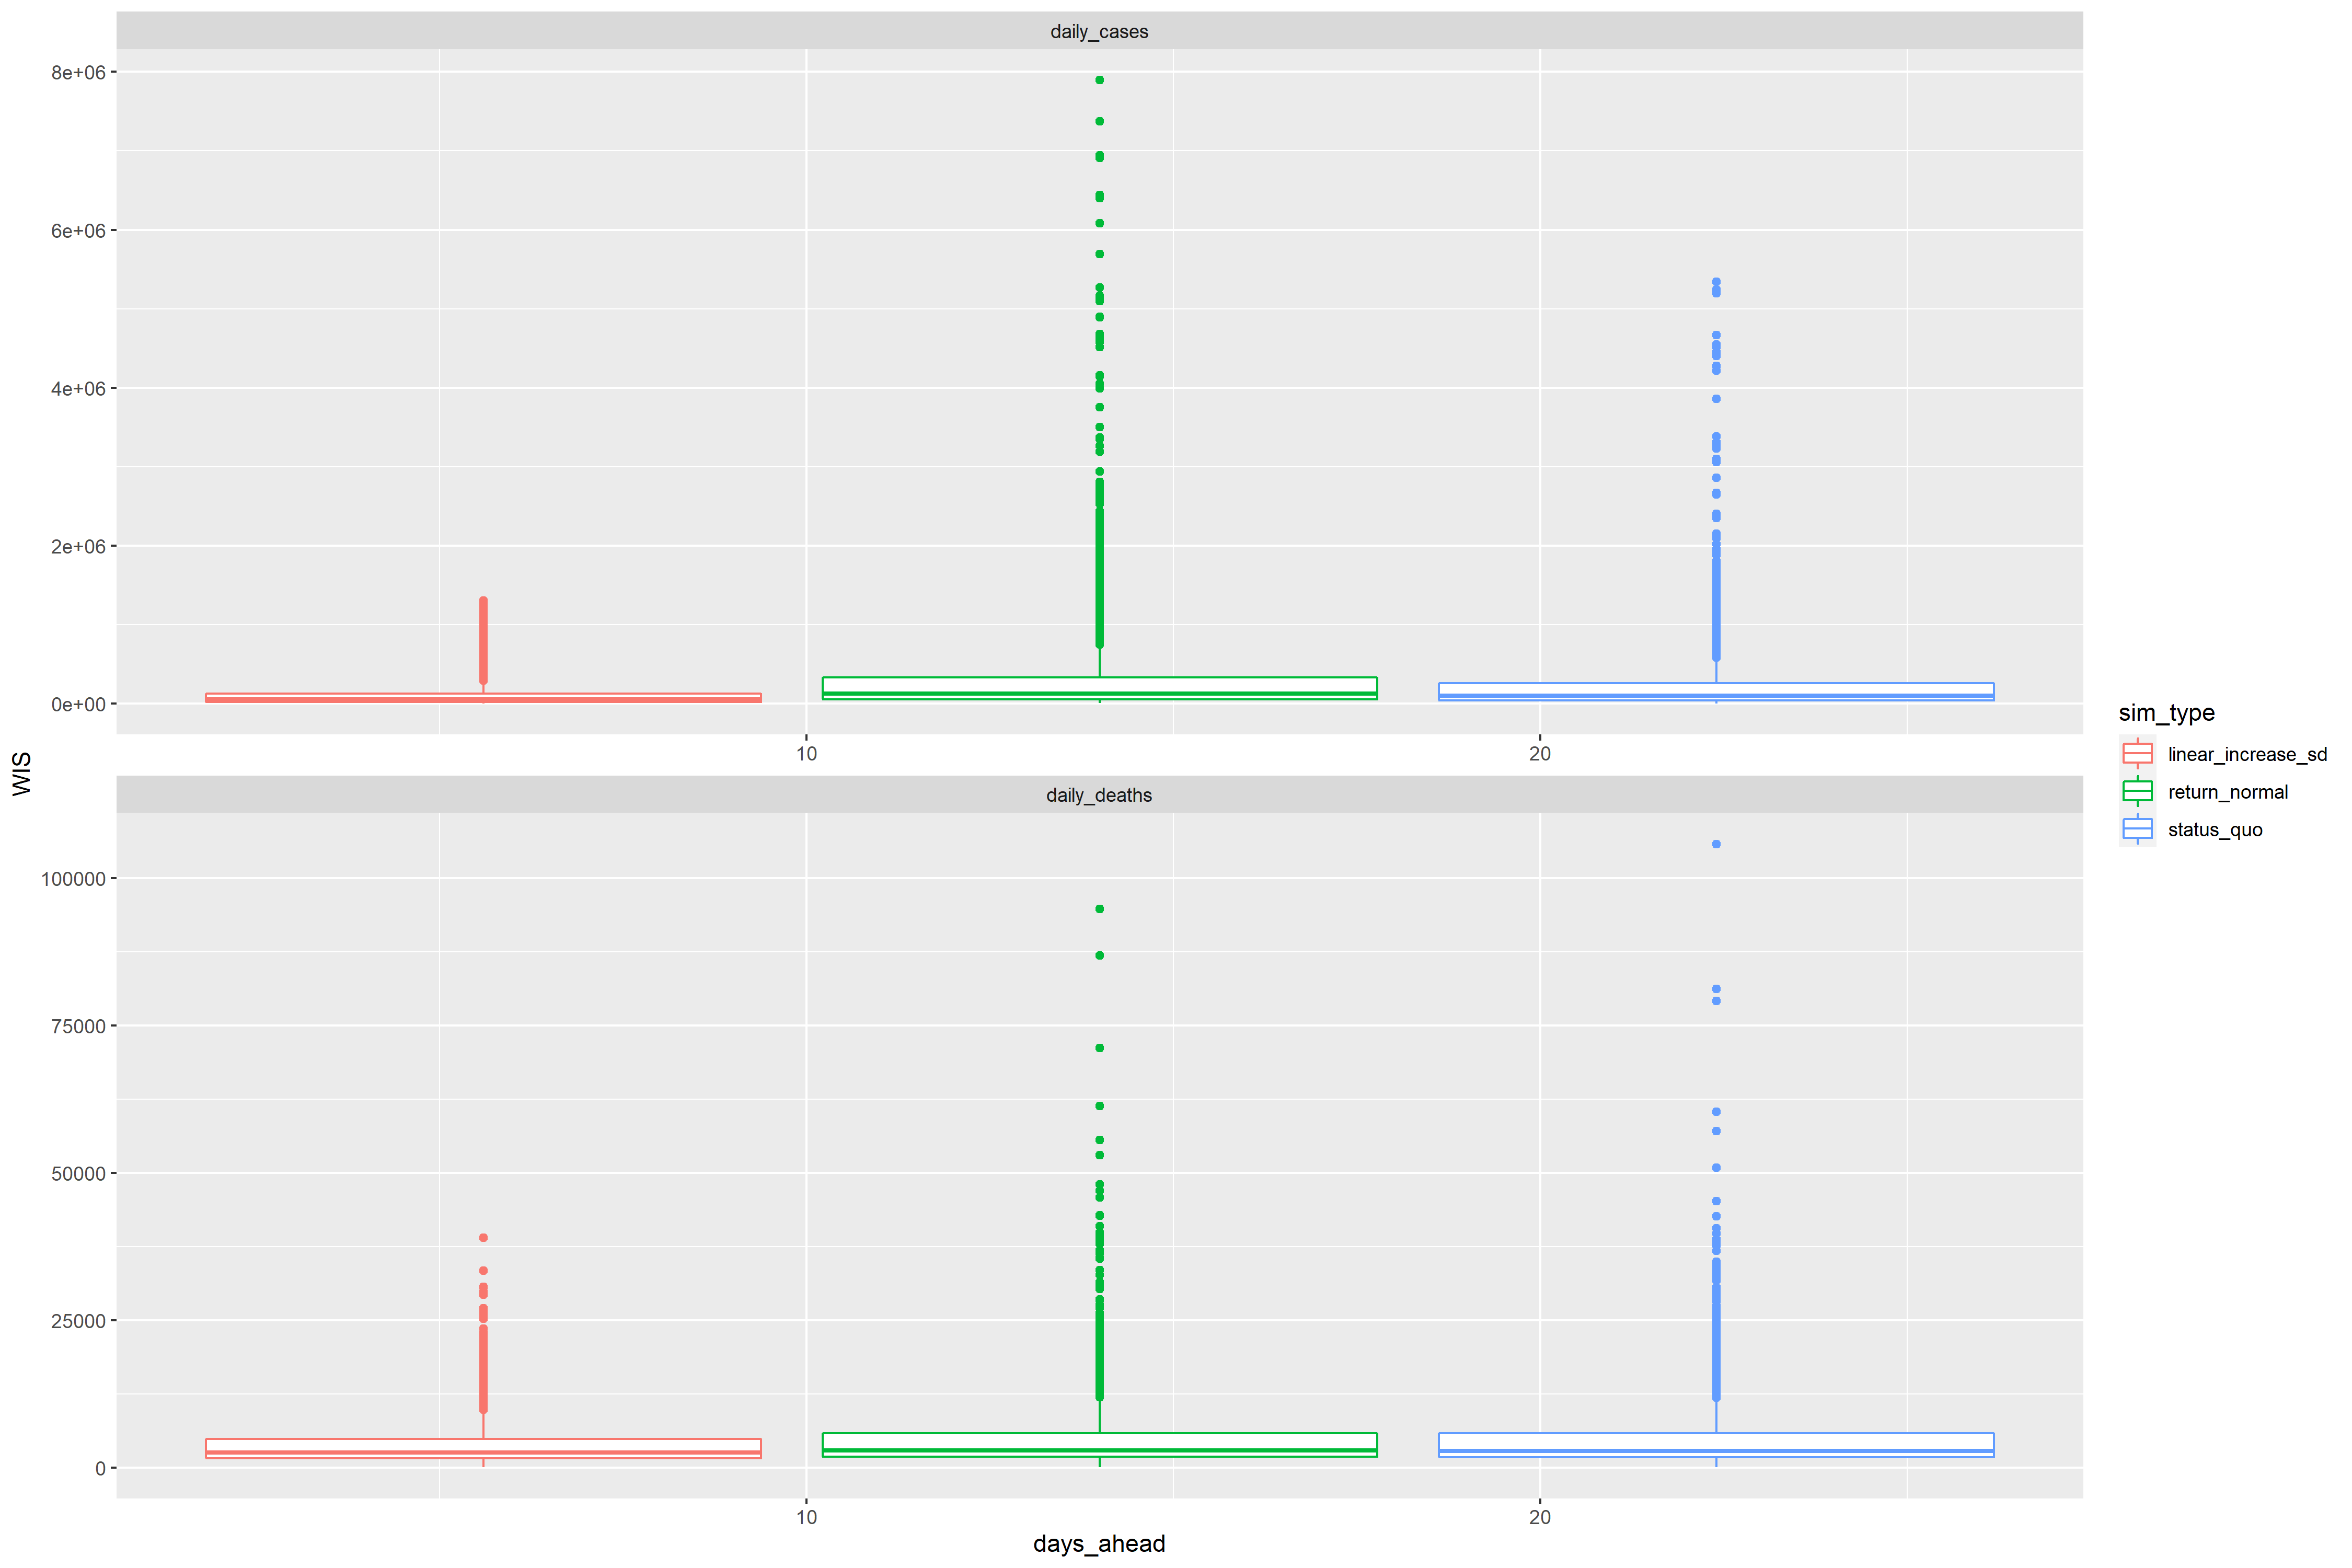 daily_cases
8e+06
6e+06
4e+06
2e+06
0e+00
10 20
WIS
daily_deaths
100000
75000
50000
25000
0
10 20
days_ahead
sim_type
linear_increase_sd
return_normal
status_quo